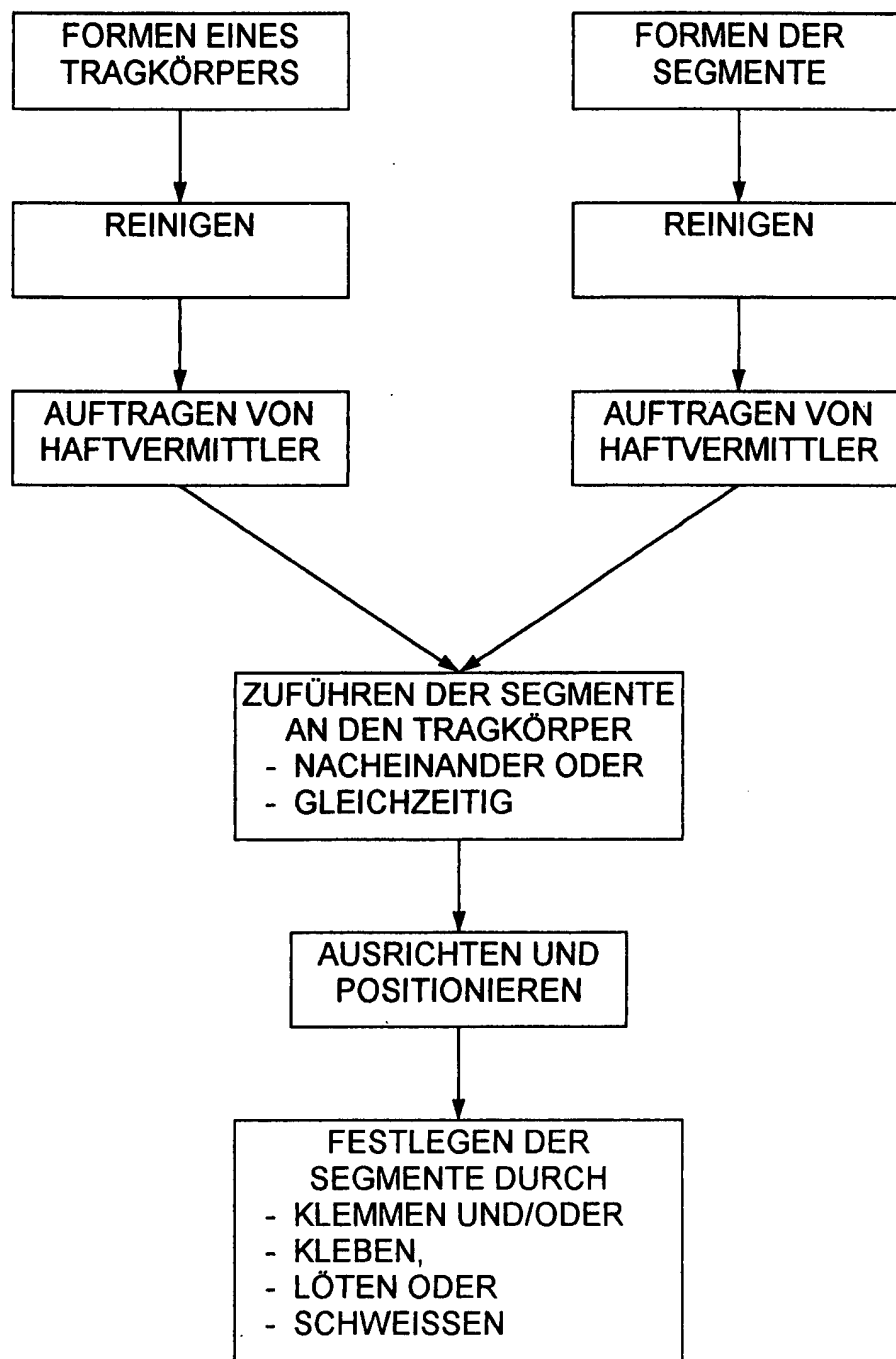 FORMEN EINES
TRAGKÖRPERS
FORMEN DER
SEGMENTE
REINIGEN
REINIGEN
AUFTRAGEN VON
HAFTVERMITTLER
AUFTRAGEN VON
HAFTVERMITTLER
ZUFÜHREN DER SEGMENTE
AN DEN TRAGKÖRPER
- NACHEINANDER ODER
- GLEICHZEITIG
AUSRICHTEN UND
POSITIONIEREN
FESTLEGEN DER
SEGMENTE DURCH
- KLEMMEN UND/ODER
- KLEBEN,
- LÖTEN ODER
- SCHWEISSEN